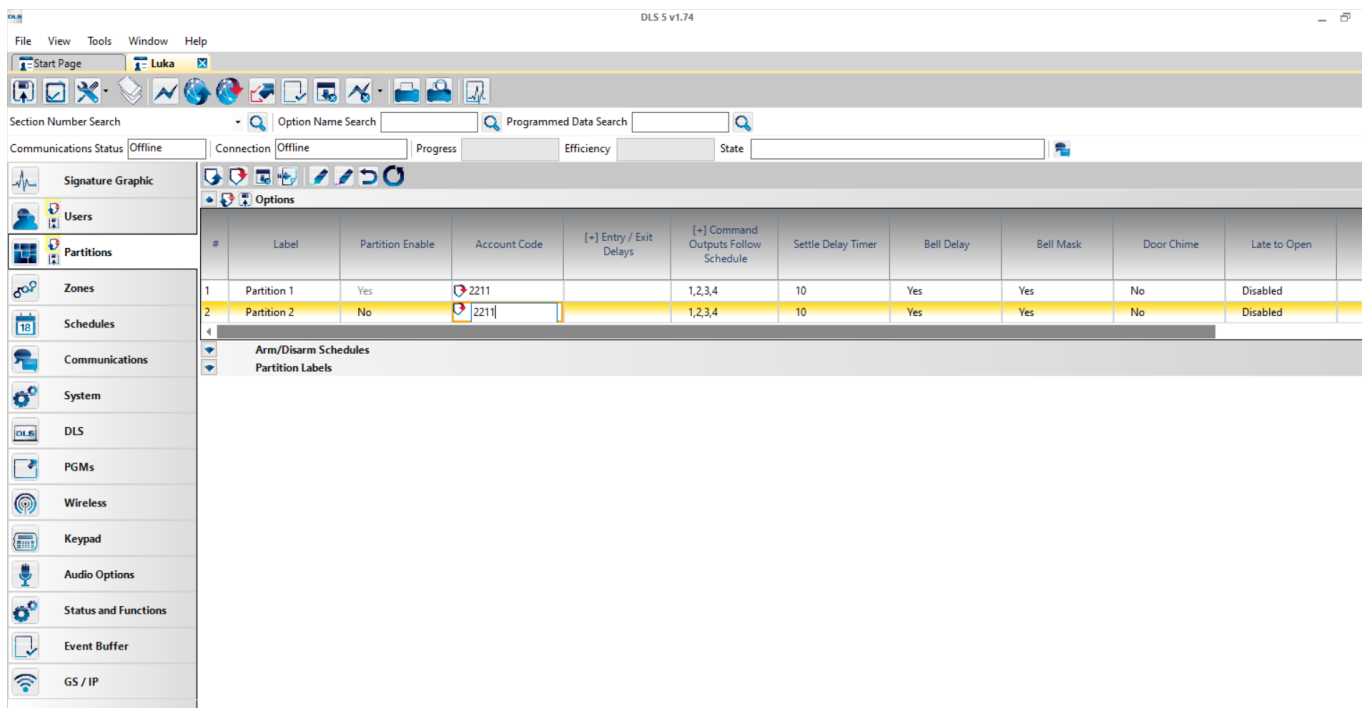 DLS
DLS 5 v1.74
File View Tools Window Help
Start Page Luka
Section Number Search Option Name Search Programmed Data Search
Communications Status Offline Connection Offline Progress Efficiency State
Signature Graphic
Users
Partitions
Zones
18 Schedules
Communications
System
DLS DLS
PGMs
Wireless
Keypad
Audio Options
Status and Functions
Event Buffer
GS / IP
Options
# Label Partition Enable Account Code [+] Entry / Exit Delays [+] Command Outputs Follow Schedule Settle Delay Timer Bell Delay Bell Mask Door Chime Late to Open
1 Partition 1 Yes 2211 1,2,3,4 10 Yes Yes No Disabled
2 Partition 2 No 2211 1,2,3,4 10 Yes Yes No Disabled
Arm/Disarm Schedules
Partition Labels